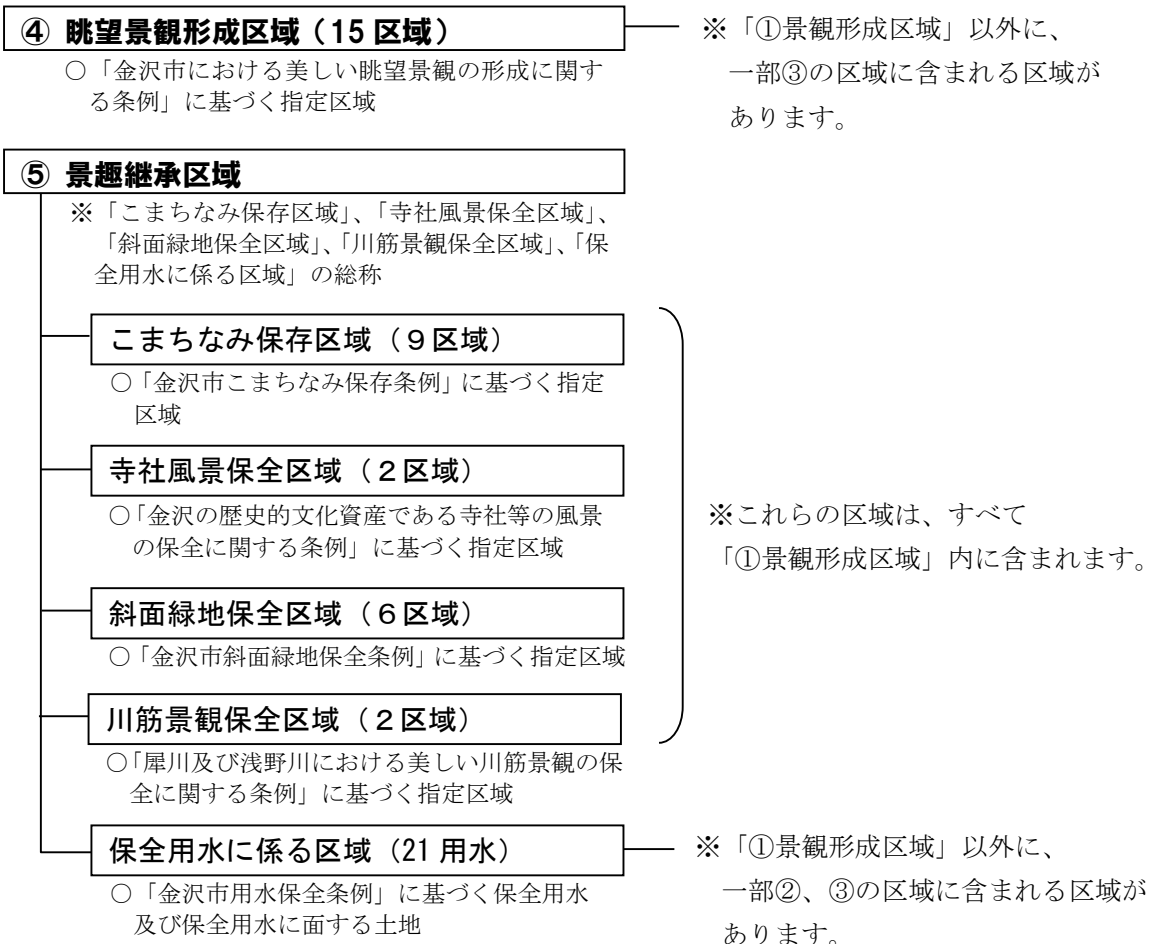 ④ 眺望景観形成区域（15 区域）
※「①景観形成区域」以外に、
一部③の区域に含まれる区域が
あります。
○「金沢市における美しい眺望景観の形成に関す
る条例」に基づく指定区域
⑤ 景趣継承区域
※「こまちなみ保存区域」、「寺社風景保全区域」、
「斜面緑地保全区域」、「川筋景観保全区域」、「保
全用水に係る区域」の総称
こまちなみ保存区域（９区域）
○「金沢市こまちなみ保存条例」に基づく指定
区域
寺社風景保全区域（２区域）
○「金沢の歴史的文化資産である寺社等の風景
の保全に関する条例」に基づく指定区域
斜面緑地保全区域（６区域）
○「金沢市斜面緑地保全条例」に基づく指定区域
川筋景観保全区域（２区域）
○「犀川及び浅野川における美しい川筋景観の保
全に関する条例」に基づく指定区域
※これらの区域は、すべて
「①景観形成区域」内に含まれます。
保全用水に係る区域（21 用水）
○「金沢市用水保全条例」に基づく保全用水
及び保全用水に面する土地
※「①景観形成区域」以外に、
一部②、③の区域に含まれる区域が
あります。